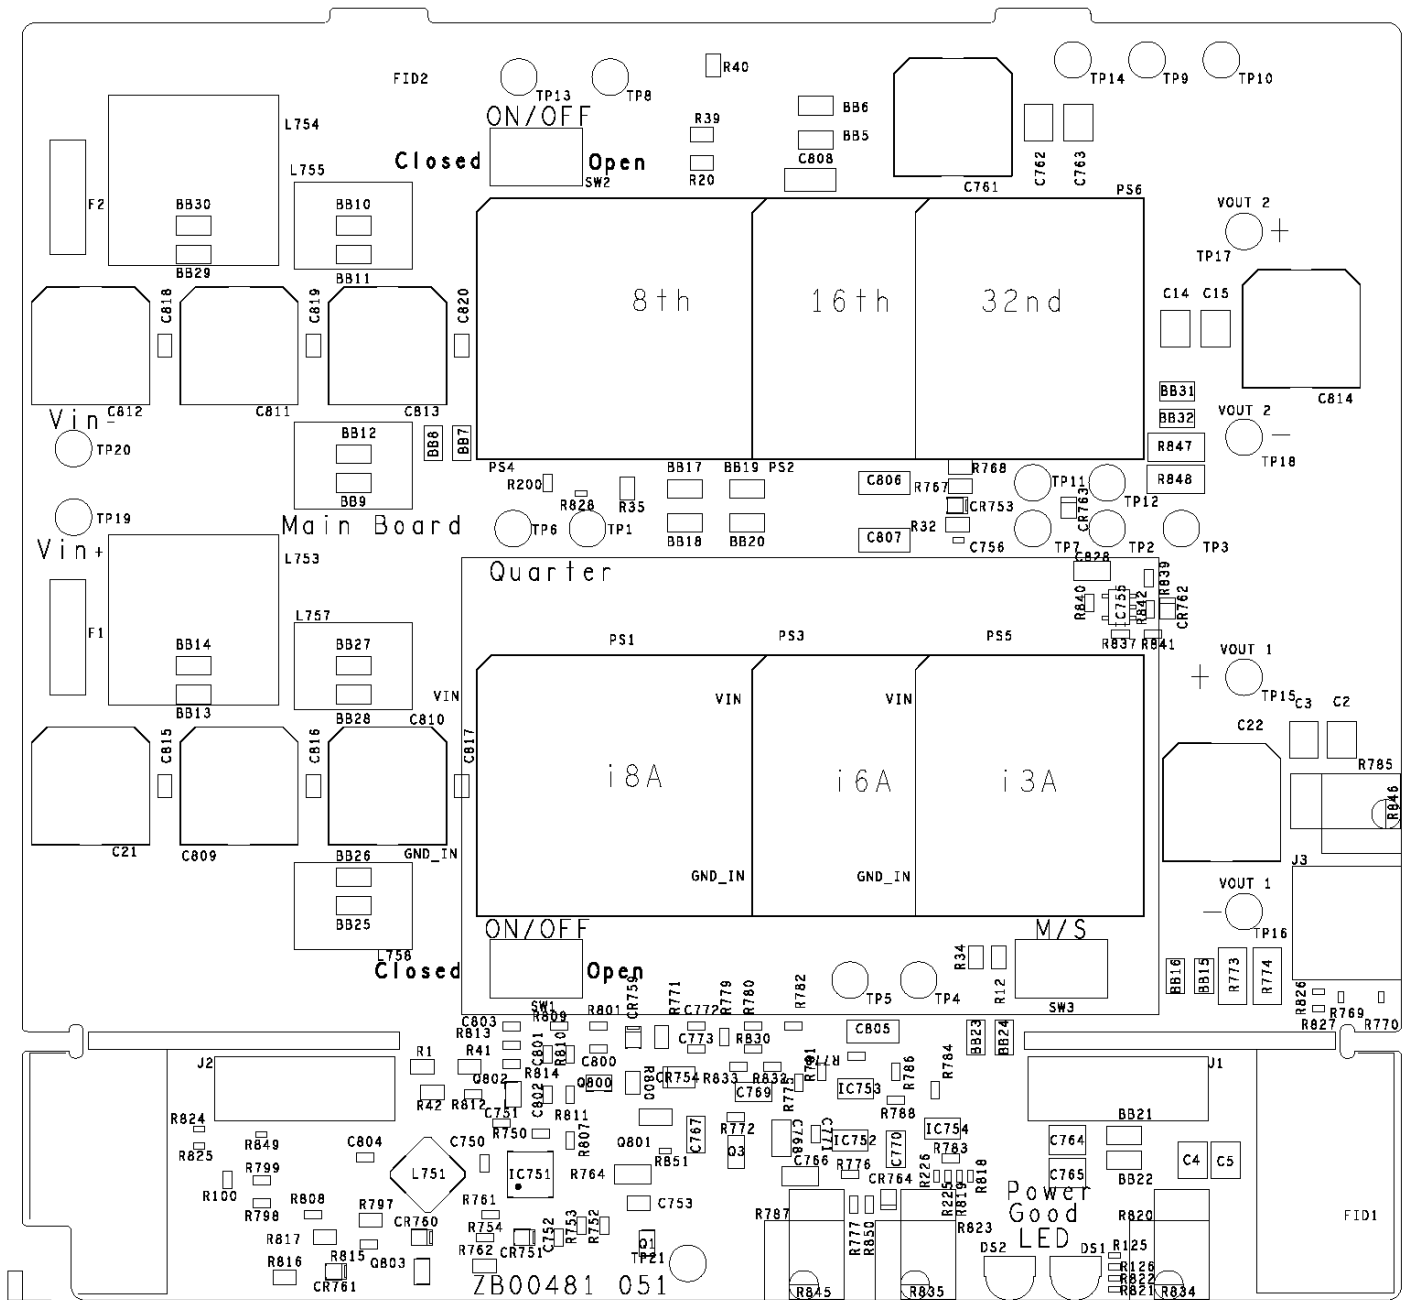 FID2
TP13
TP8
R40
TP14
TP9
TP10
ON/OFF
Closed
Open
SW2
L754
L755
F2
BB30
BB29
BB10
BB11
R39
R20
BB6
BB5
C808
C761
C762
C763
PS6
VOUT 2
+
TP17
C818
C819
C820
8th
16th
32nd
C14
C15
C812
C811
C813
C814
BB31
BB32
Vin-
TP20
BB12
BB9
BB8
BB7
VOUT 2
−
TP18
R847
R848
PS4
R200
R828
R35
BB17
BB19
PS2
BB18
BB20
C806
C807
R768
R767
CR753
R32
C756
TP11
CR763
TP12
TP19
Vin+
Main Board
TP6
TP1
TP7
TP2
TP3
L753
Quarter
C828
R839
R840
C755
R842
CR762
R837
R841
F1
L757
BB14
BB13
BB27
BB28
VIN
PS1
PS3
PS5
VIN
VOUT 1
+
TP15
C3
C2
C815
C816
C810
C817
C22
R785
R846
i8A
i6A
i3A
C21
C809
GND_IN
BB26
BB25
L758
GND_IN
GND_IN
J3
VOUT 1
−
TP16
ON/OFF
Closed
Open
SW1
M/S
SW3
R34
R12
TP5
TP4
BB16
BB15
R773
R774
R826
R827
R769
R770
C803
R809
R801
CR759
R771
C772
R779
R780
R782
C805
BB23
BB24
R813
C801
R810
C800
C773
R830
J2
R1
R41
R814
Q802
Q800
R800
CR754
R833
R832
C769
R775
R781
R778
IC753
R786
R784
J1
R42
R812
C802
R811
R788
R824
R825
R849
C751
R750
R807
Q801
C767
R772
C768
C771
IC752
C770
IC754
BB21
C804
C750
L751
IC751
R764
R851
Q3
C766
R776
R783
C764
C765
BB22
C4
C5
R799
R100
R798
R808
R797
R761
C753
CR764
R226
R225
R819
R818
Power
Good
LED
R817
CR760
R754
C752
R753
R752
R787
R777
R850
R823
R820
FID1
R815
R816
CR761
Q803
R762
CR751
Q1
TP21
DS2
DS1
R125
R126
R822
R821
R845
R835
R834
ZB00481 051